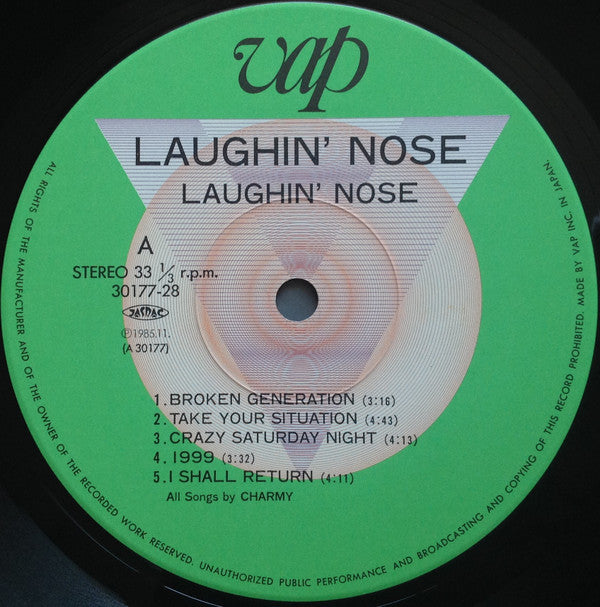 vap
LAUGHIN' NOSE
LAUGHIN' NOSE
A
STEREO 33 1/3 r.p.m.
30177-28
JASRAC
Ⓟ1985.11.
(A 30177)
1. BROKEN GENERATION (3:16)
2. TAKE YOUR SITUATION (4:43)
3. CRAZY SATURDAY NIGHT (4:13)
4. 1999 (3:32)
5. I SHALL RETURN (4:11)
All Songs by CHARMY
ALL RIGHTS OF THE MANUFACTURER AND OF THE OWNER OF THE RECORDED WORK RESERVED. UNAUTHORIZED PUBLIC PERFORMANCE AND BROADCASTING AND COPYING OF THIS RECORD PROHIBITED. MADE BY VAP INC. IN JAPAN.